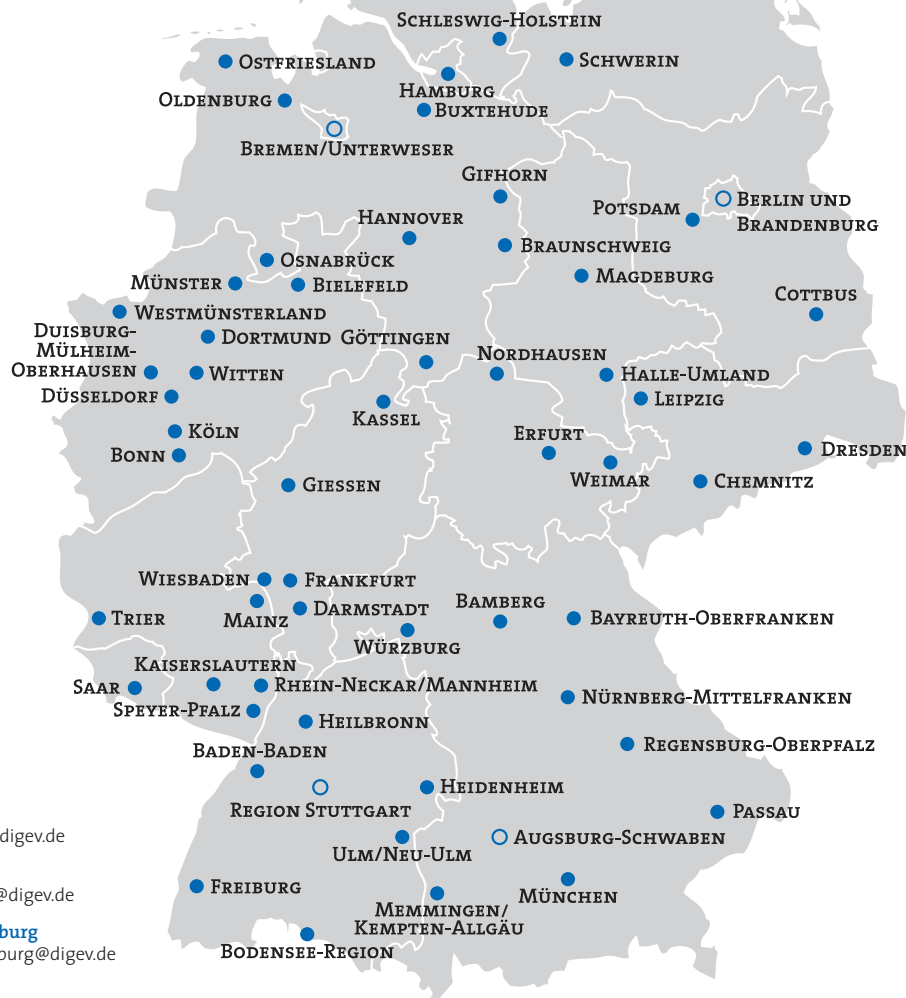 Schleswig-Holstein
Ostfriesland
Schwerin
Hamburg
Oldenburg
Buxtehude
Bremen/Unterweser
Gifhorn
Potsdam
Berlin und
Brandenburg
Hannover
Braunschweig
Osnabrück
Magdeburg
Münster
Bielefeld
Cottbus
Westmünsterland
Duisburg-
Mülheim-
Oberhausen
Dortmund
Göttingen
Nordhausen
Witten
Halle-Umland
Düsseldorf
Leipzig
Kassel
Köln
Erfurt
Bonn
Dresden
Weimar
Chemnitz
Giessen
Wiesbaden
Frankfurt
Mainz
Darmstadt
Bamberg
Trier
Bayreuth-Oberfranken
Würzburg
Kaiserslautern
Saar
Rhein-Neckar/Mannheim
Nürnberg-Mittelfranken
Speyer-Pfalz
Heilbronn
Regensburg-Oberpfalz
Baden-Baden
Heidenheim
Region Stuttgart
Passau
digev.de
Augsburg-Schwaben
Ulm/Neu-Ulm
Freiburg
@digev.de
München
Memmingen/
Kempten-Allgäu
burg
Bodensee-Region
burg@digev.de